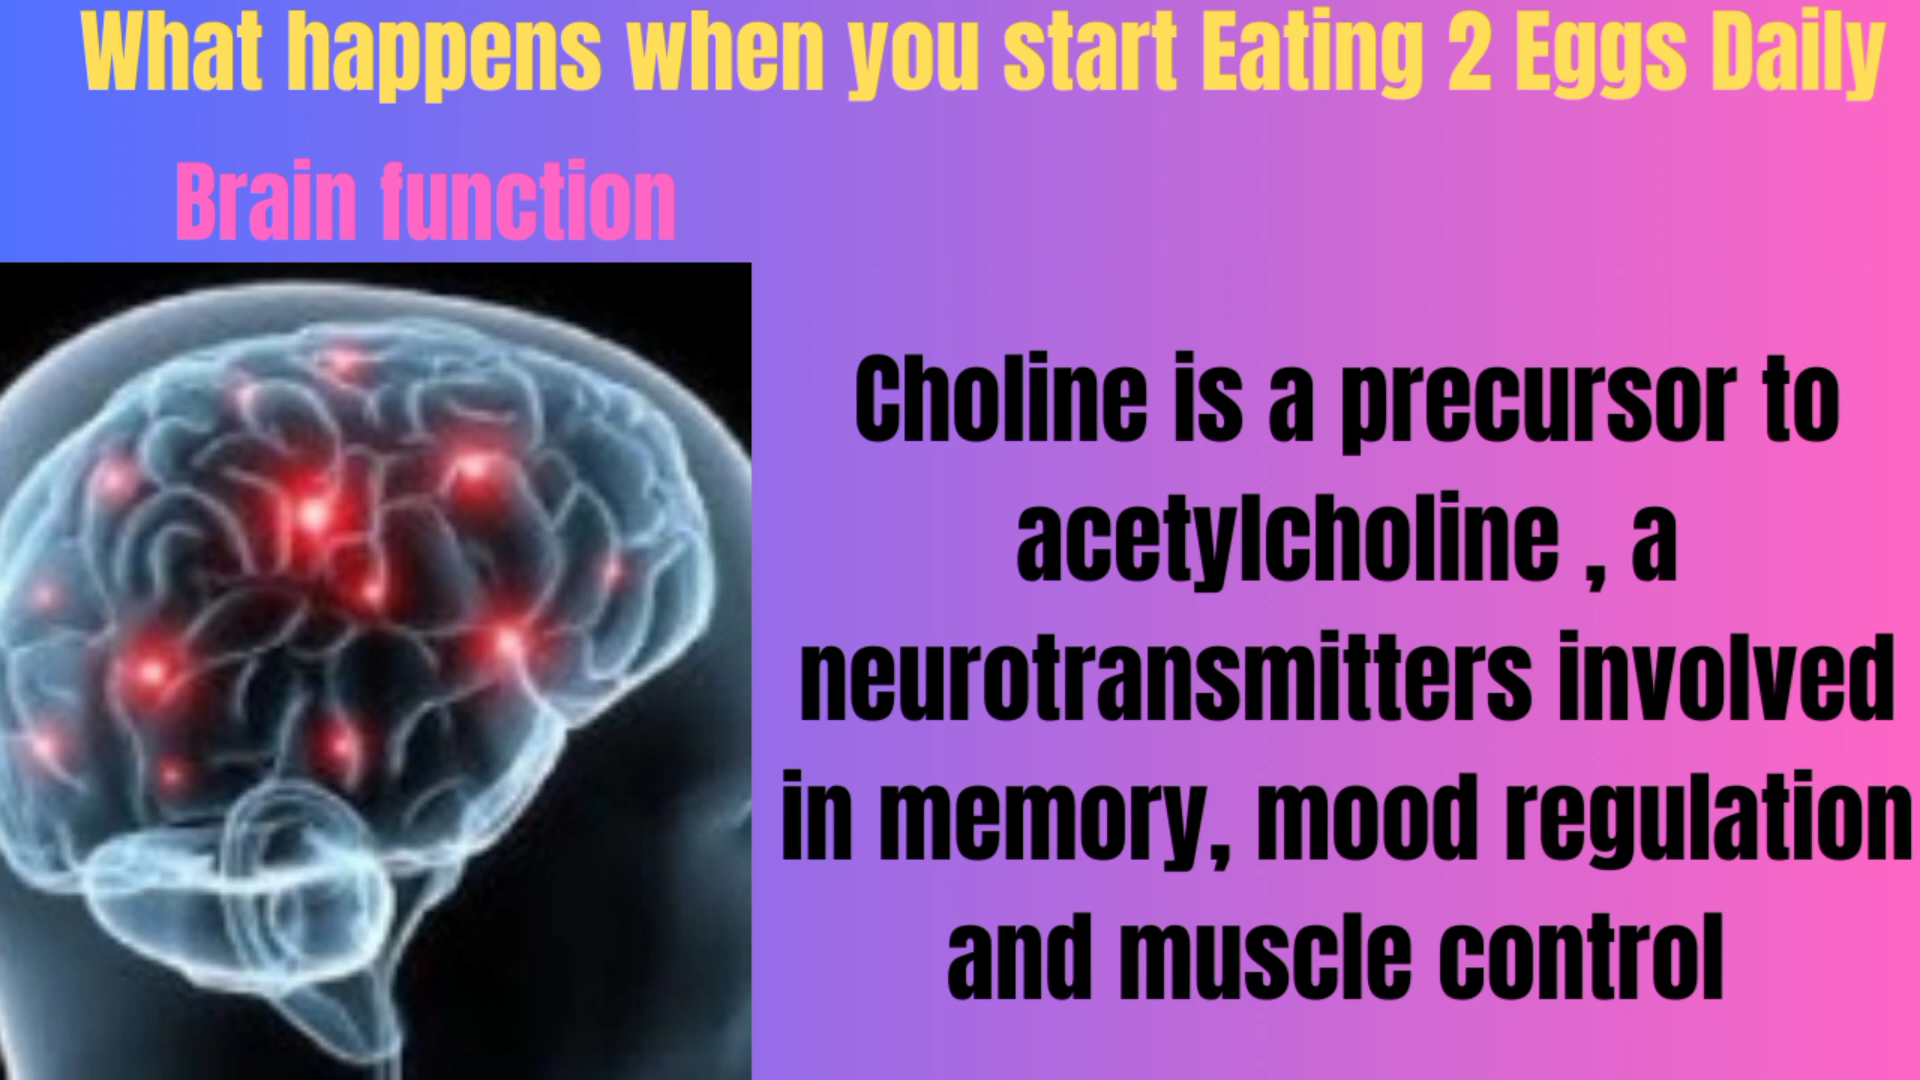 What happens when you start Eating 2 Eggs Daily
Brain function
Choline is a precursor to
acetylcholine , a
neurotransmitters involved
in memory, mood regulation
and muscle control